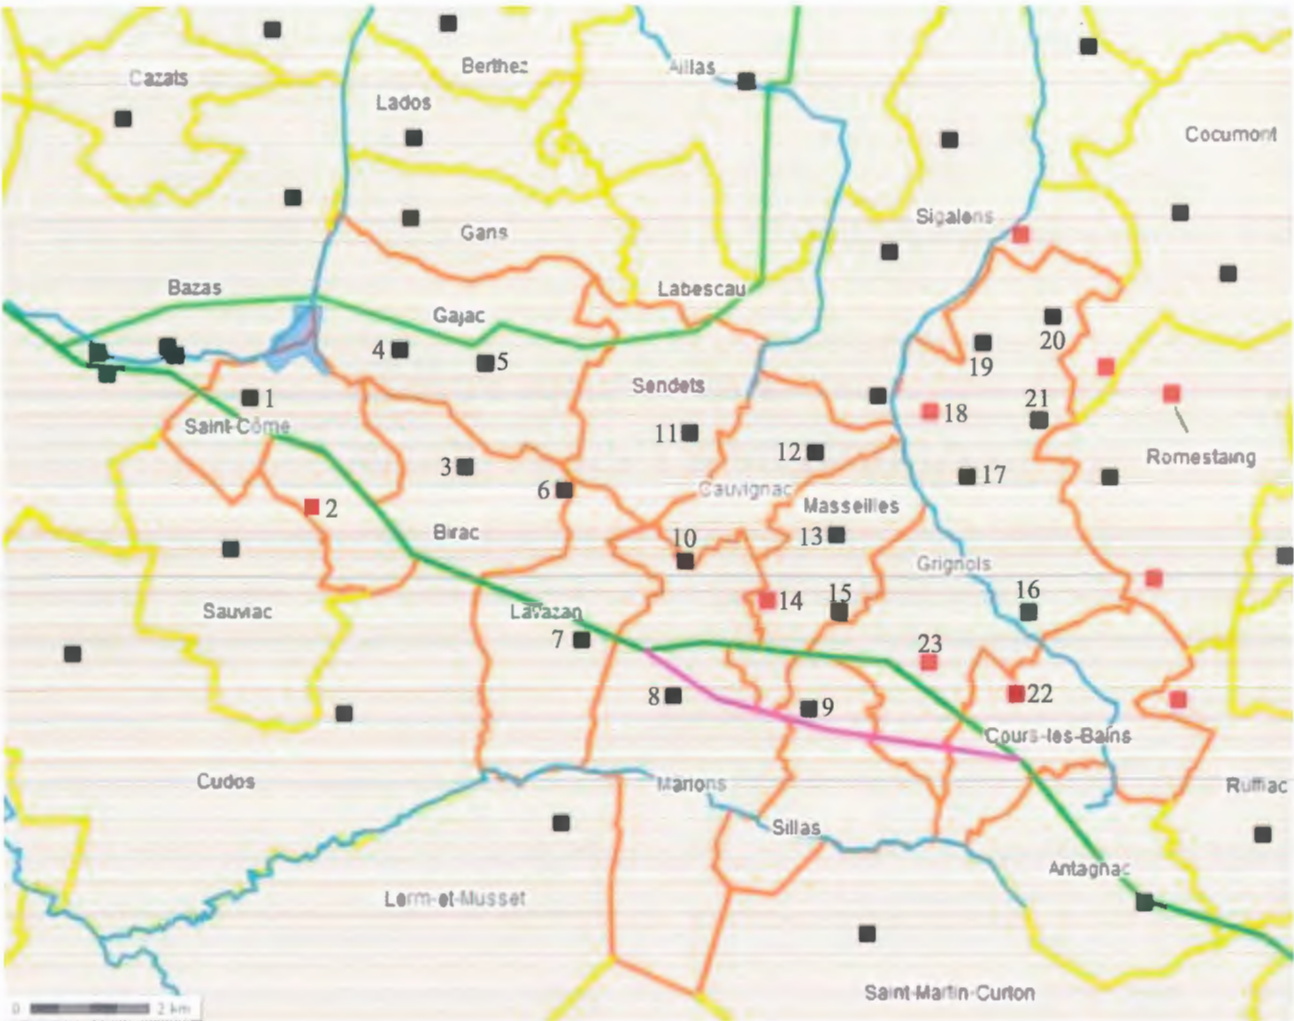 Cazats
Berthez
Aillas
Lados
Cocumont
Sigalens
Gans
Bazas
Labescau
Gajac
20
4
5
19
Sendets
1
21
18
Saint-Côme
11
12
3
Romestaing
17
6
Cauvignac
Masseilles
2
Birac
13
10
Grignols
16
15
14
Sauviac
Lavazan
7
23
8
22
9
Cours-les-Bains
Cudos
Marions
Ruffiac
Sillas
Antagnac
Lerm-et-Musset
Saint-Martin-Curton
0 2 km